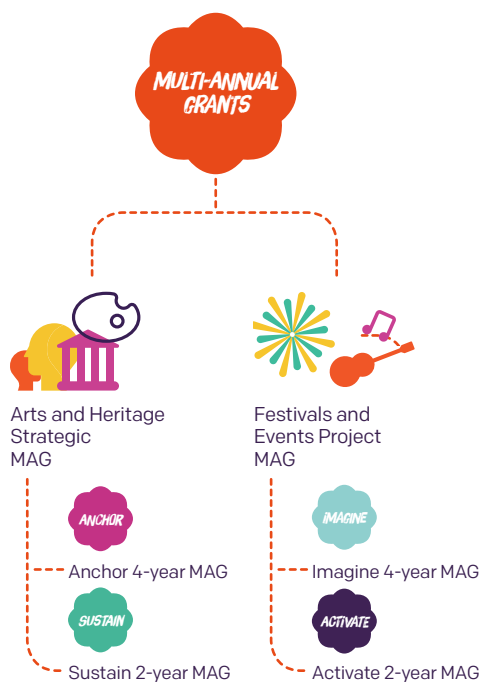 MULTI-ANNUAL
GRANTS
Arts and Heritage
Strategic
MAG
ANCHOR
Anchor 4-year MAG
SUSTAIN
Sustain 2-year MAG
Festivals and
Events Project
MAG
IMAGINE
Imagine 4-year MAG
ACTIVATE
Activate 2-year MAG